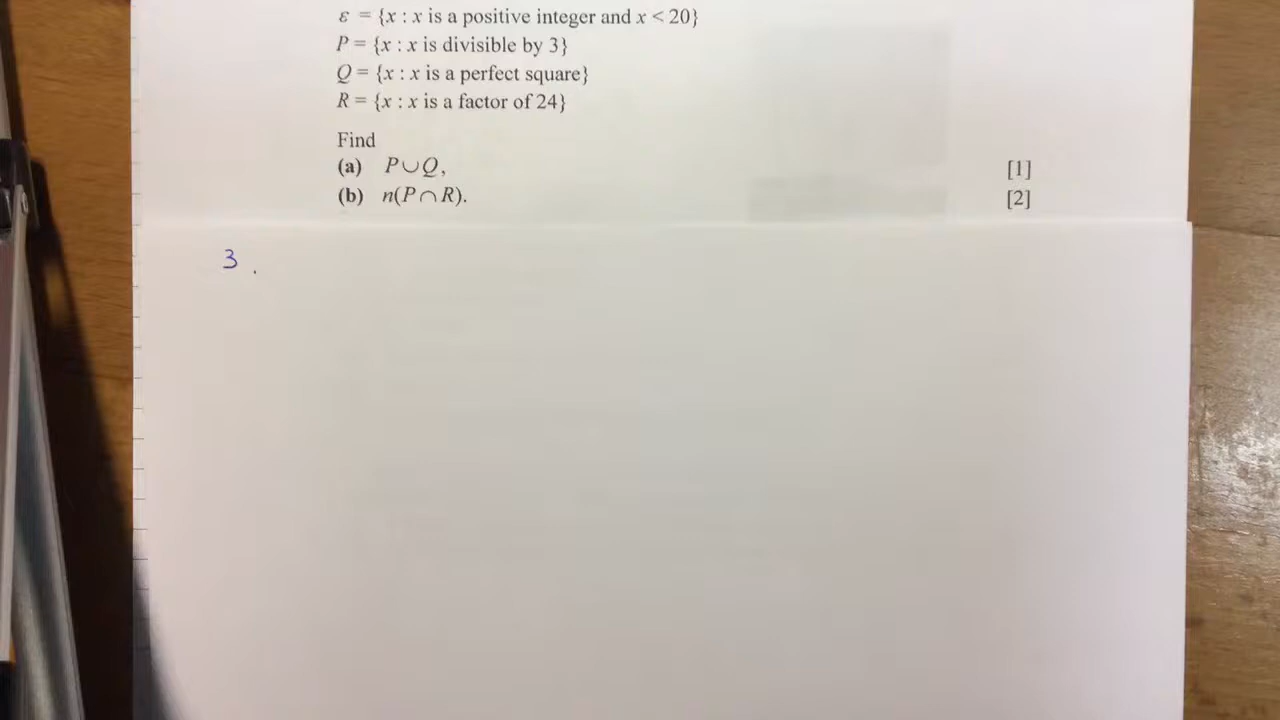 ε = {x : x is a positive integer and x < 20}
P = {x : x is divisible by 3}
Q = {x : x is a perfect square}
R = {x : x is a factor of 24}
Find
(a) P∪Q, [1]
(b) n(P∩R). [2]
3.